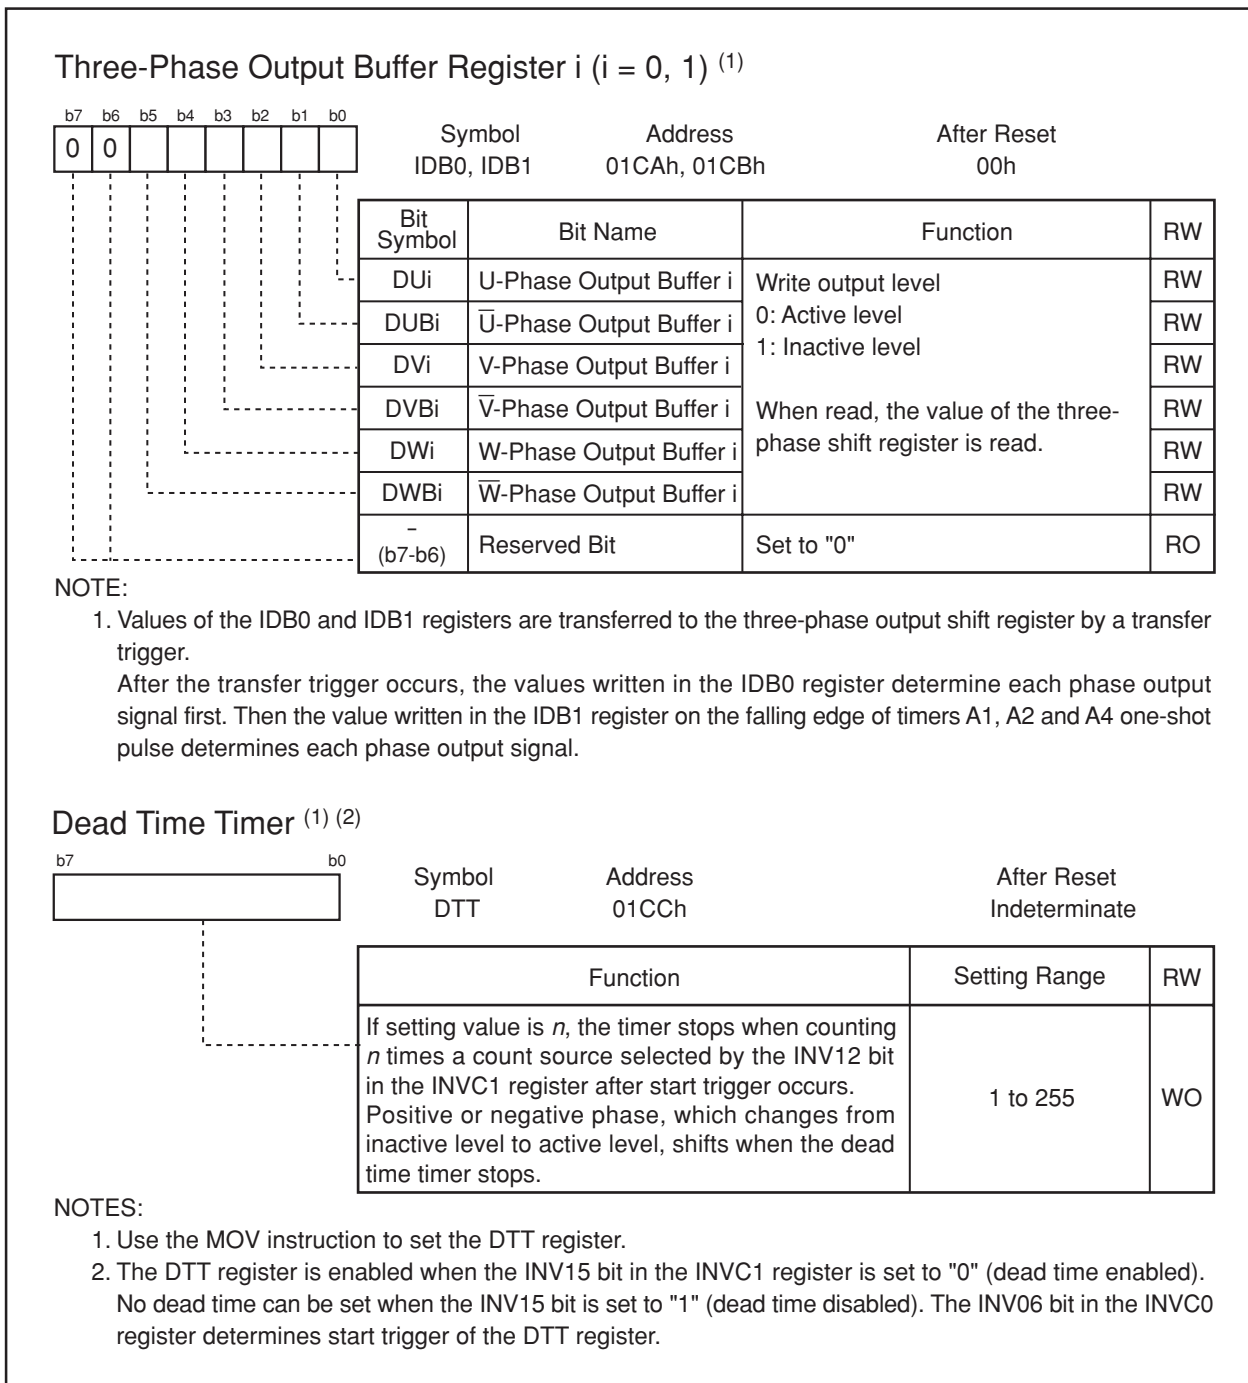 Three-Phase Output Buffer Register i (i = 0, 1) (1)
b7 b6 b5 b4 b3 b2 b1 b0
0 0
Symbol Address After Reset
IDB0, IDB1 01CAh, 01CBh 00h
Bit Symbol Bit Name Function RW
DUi U-Phase Output Buffer i Write output level RW
DUBi U̅-Phase Output Buffer i 0: Active level RW
1: Inactive level
DVi V-Phase Output Buffer i RW
DVBi V̅-Phase Output Buffer i When read, the value of the three- RW
DWi W-Phase Output Buffer i phase shift register is read. RW
DWBi W̅-Phase Output Buffer i RW
–
(b7-b6) Reserved Bit Set to "0" RO
NOTE:
1. Values of the IDB0 and IDB1 registers are transferred to the three-phase output shift register by a transfer
trigger.
After the transfer trigger occurs, the values written in the IDB0 register determine each phase output
signal first. Then the value written in the IDB1 register on the falling edge of timers A1, A2 and A4 one-shot
pulse determines each phase output signal.
Dead Time Timer (1) (2)
b7 b0
Symbol Address After Reset
DTT 01CCh Indeterminate
Function Setting Range RW
If setting value is n, the timer stops when counting
n times a count source selected by the INV12 bit
in the INVC1 register after start trigger occurs.
Positive or negative phase, which changes from
inactive level to active level, shifts when the dead
time timer stops.
1 to 255 WO
NOTES:
1. Use the MOV instruction to set the DTT register.
2. The DTT register is enabled when the INV15 bit in the INVC1 register is set to "0" (dead time enabled).
No dead time can be set when the INV15 bit is set to "1" (dead time disabled). The INV06 bit in the INVC0
register determines start trigger of the DTT register.